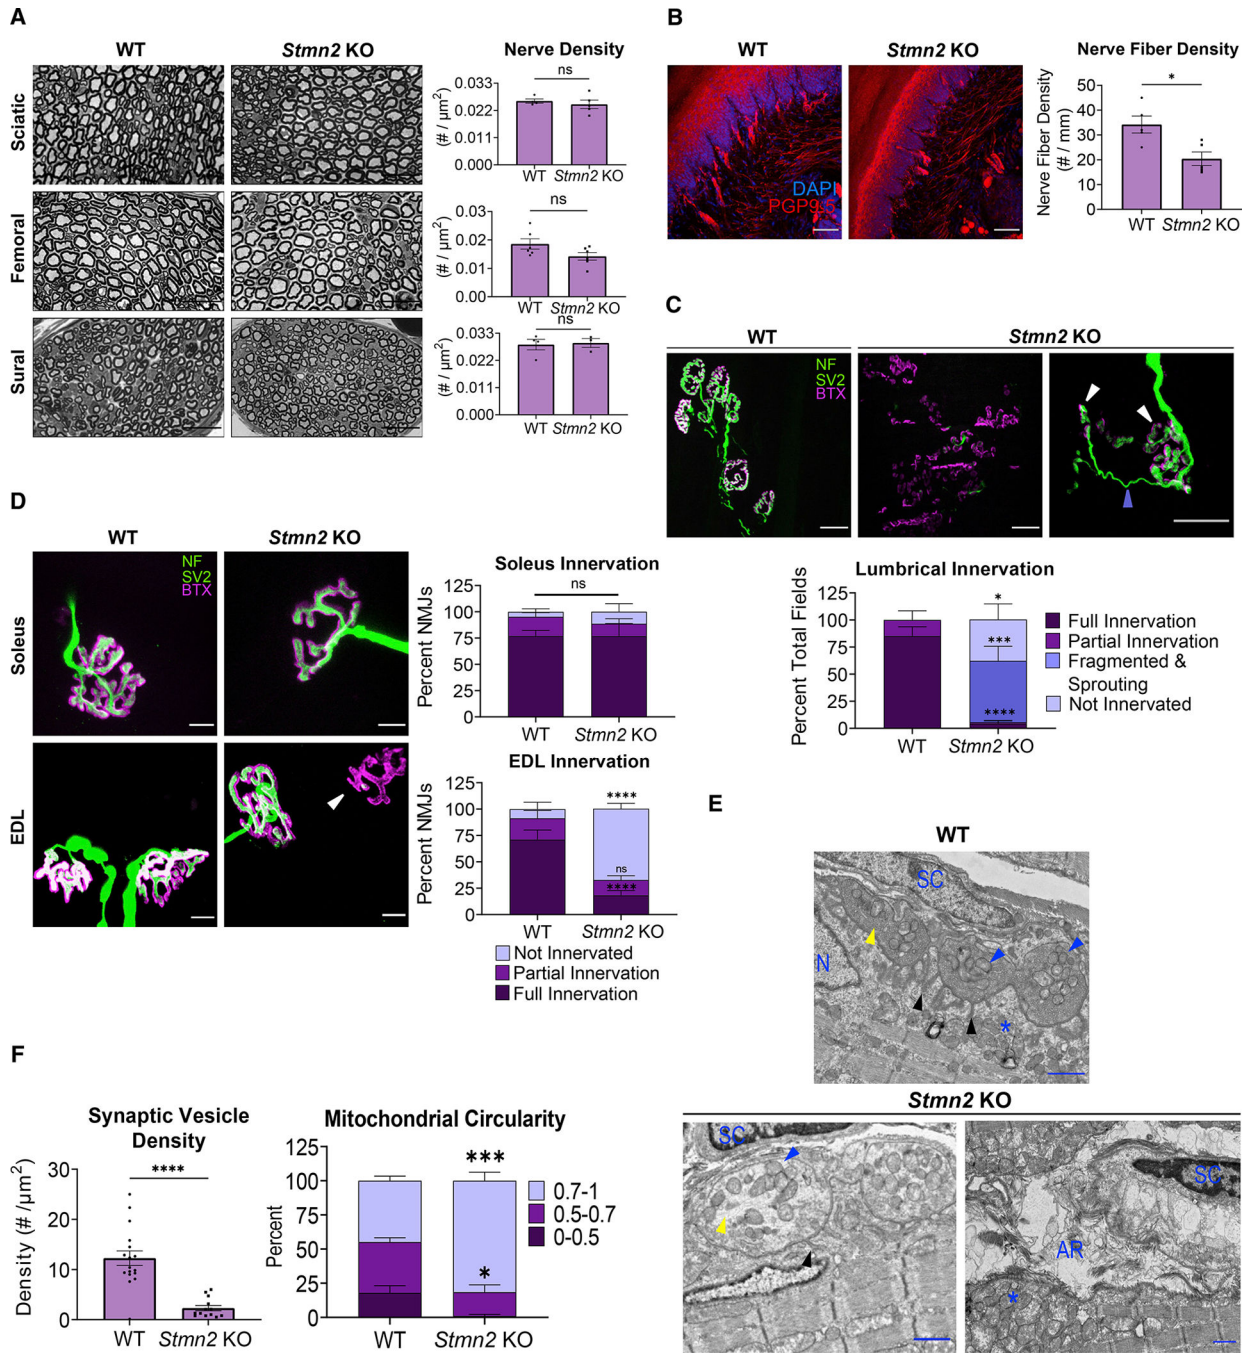 A
WT
Stmn2 KO
Nerve Density
Sciatic
(# / µm²)
0.033
0.022
0.011
0.000
ns
WT
Stmn2 KO
Femoral
(# / µm²)
0.03
0.02
0.01
0.00
ns
WT
Stmn2 KO
Sural
(# / µm²)
0.033
0.022
0.011
0.000
ns
WT
Stmn2 KO
B
WT
Stmn2 KO
DAPI
PGP9.5
Nerve Fiber Density
Nerve Fiber Density
(# / mm)
50
40
30
20
10
0
*
WT
Stmn2 KO
C
WT
Stmn2 KO
NF
SV2
BTX
Lumbrical Innervation
Percent Total Fields
125
100
75
50
25
0
*
***
****
WT
Stmn2 KO
Full Innervation
Partial Innervation
Fragmented &
Sprouting
Not Innervated
D
WT
Stmn2 KO
Soleus
NF
SV2
BTX
EDL
Soleus Innervation
Percent NMJs
125
100
75
50
25
0
ns
WT
Stmn2 KO
EDL Innervation
Percent NMJs
125
100
75
50
25
0
****
ns
****
WT
Stmn2 KO
Not Innervated
Partial Innervation
Full Innervation
E
WT
SC
N
*
Stmn2 KO
SC
SC
AR
*
F
Synaptic Vesicle
Density
Density (# /µm²)
30
20
10
0
****
WT
Stmn2 KO
Mitochondrial Circularity
Percent
125
100
75
50
25
0
***
*
WT
Stmn2 KO
0.7-1
0.5-0.7
0-0.5